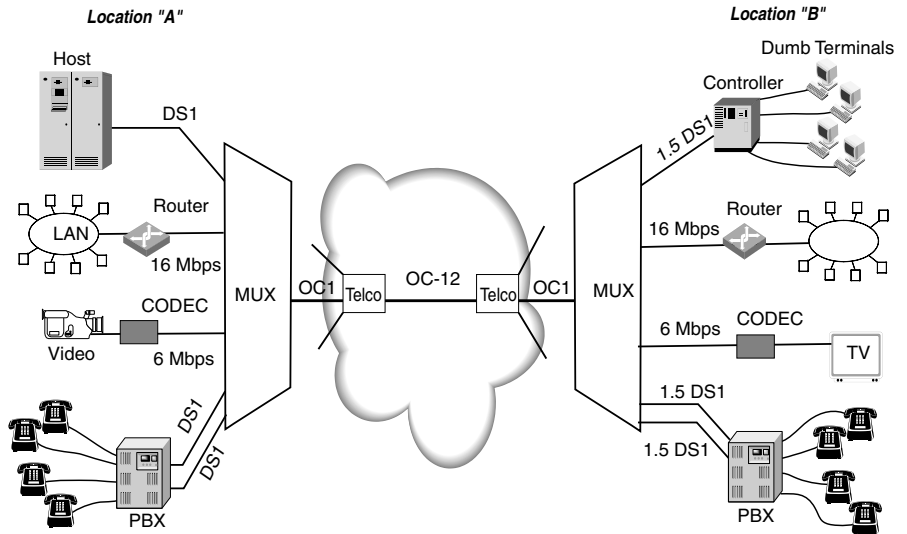 Location "A"
Location "B"
Host
DS1
Dumb Terminals
Controller
1.5 DS1
LAN
Router
16 Mbps
16 Mbps
Router
MUX
OC1
Telco
OC-12
Telco
OC1
MUX
CODEC
Video
6 Mbps
6 Mbps
CODEC
TV
DS1
DS1
PBX
1.5 DS1
1.5 DS1
PBX